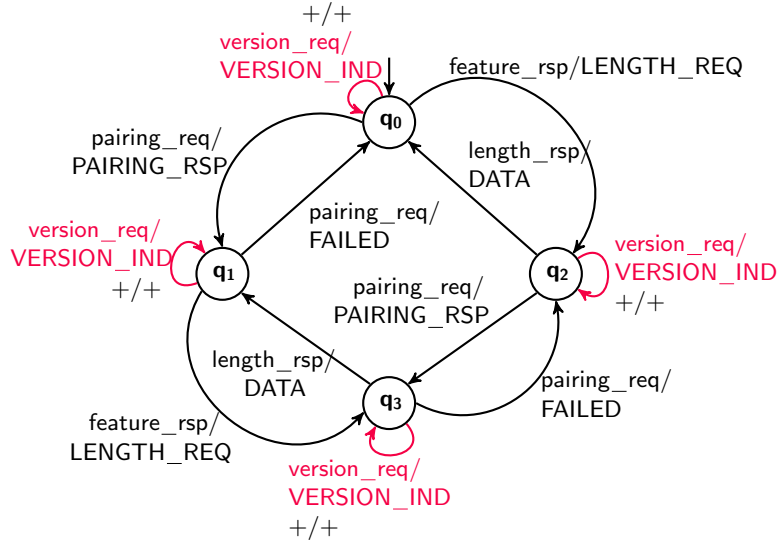 +/+
version_req/
VERSION_IND
feature_rsp/LENGTH_REQ
q0
pairing_req/
PAIRING_RSP
length_rsp/
DATA
pairing_req/
FAILED
version_req/
VERSION_IND
+/+
q1
q2
version_req/
VERSION_IND
+/+
pairing_req/
PAIRING_RSP
length_rsp/
DATA
pairing_req/
FAILED
q3
feature_rsp/
LENGTH_REQ
version_req/
VERSION_IND
+/+